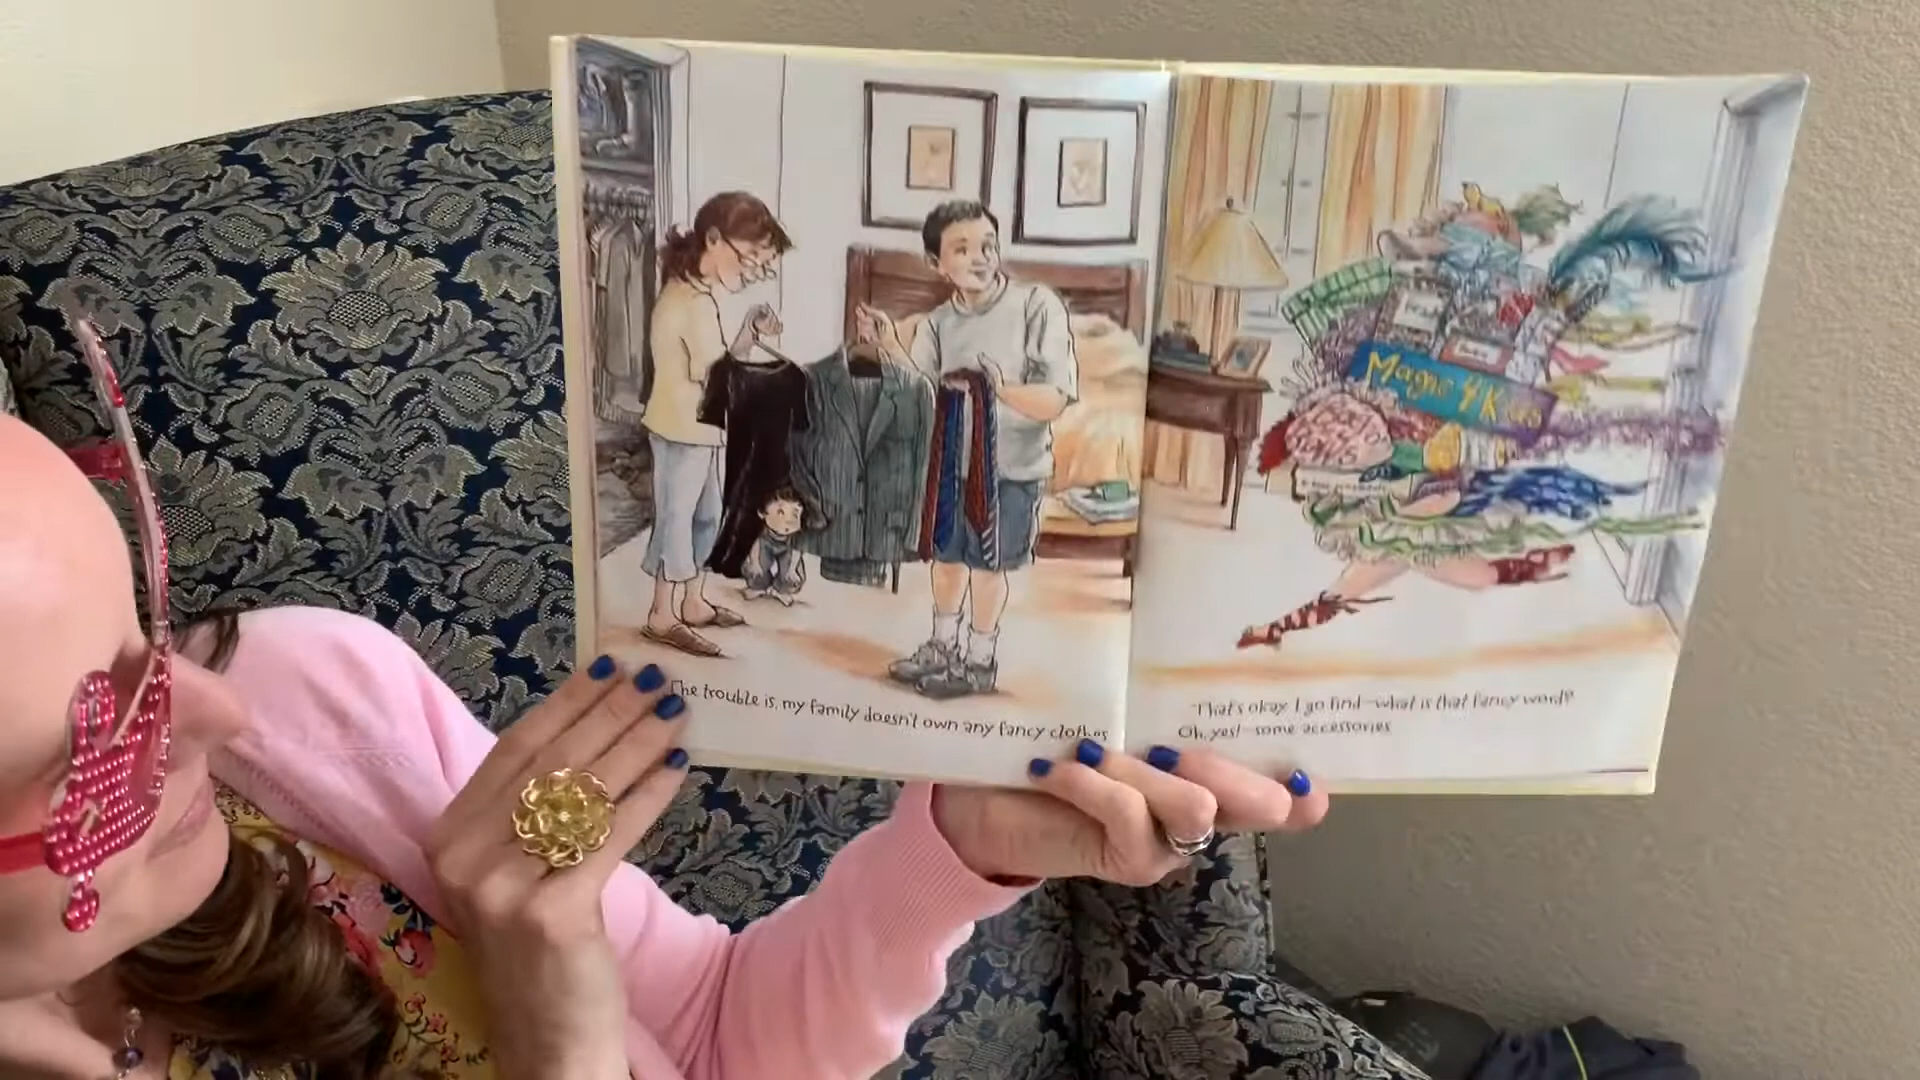 The trouble is, my family doesn't own any fancy clothes.
Magic 4 Kids
That's okay. I go find—what is that fancy word?
Oh, yes!—some accessories